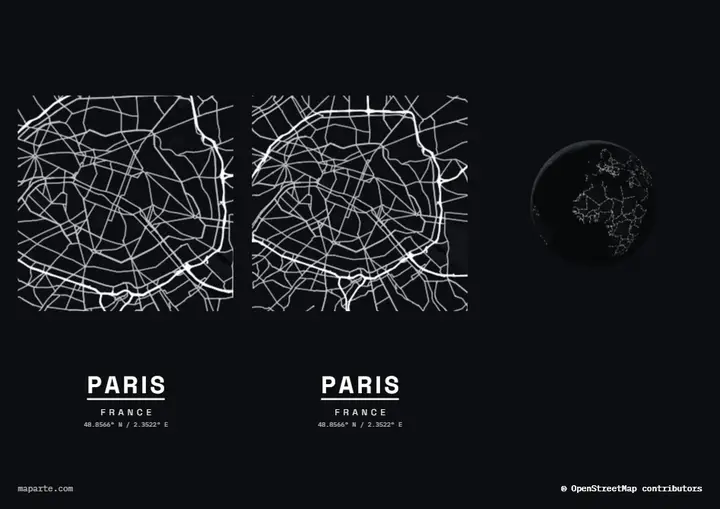 PARIS
FRANCE
48.8566° N / 2.3522° E
PARIS
FRANCE
48.8566° N / 2.3522° E
maparte.com
© OpenStreetMap contributors